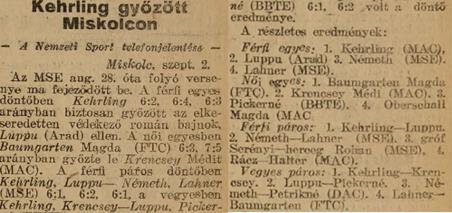 Kehrling győzött
Miskolcon
— A Nemzeti Sport telefonjelentése —
Miskolc, szept. 2.
Az MSE aug. 28. óta folyó verse-
nye ma fejeződött be. A férfi egyes
döntőben Kehrling 6:2, 6:4, 6:3
arányban biztosan győzött az elke-
seredetten védekező román bajnok,
Luppu (Arad) ellen. A női egyesben
Baumgarten Magda (FTC) 6:3, 7:5
arányban győzte le Krencsey Médit
(MAC). A férfi páros döntőben
Kehrling, Luppu— Németh, Lahner
(MSE) 6:1, 6:2, 6:1, a vegyesben
Kehrling, Krencsey—Luppu, Picker-
né (BBTE) 6:1, 6:2 volt a döntő
eredménye.
A részletes eredmények:
Férfi egyes: 1. Kehrling (MAC),
2. Luppu (Arad) 3. Németh (MSE).
4. Lahner (MSE).
Női egyes: 1. Baumgarten Magda
(FTC). 2. Krencsey Médi (MAC). 3.
Pickerné (BBTE). 4. Oberschall
Magda (MAC
Férfi páros: 1. Kehrling—Luppu.
2. Németh—Lahner (MSE). 3. gróf
Serényi—herceg Rohan (MSE). 4.
Rácz—Halter (MAC).
Vegyes páros: 1. Kehrling—Kren-
csey. 2. Luppu—Pickerné. 3. Né-
meth—Petrikné (DAC). 4. Lahner—
Baumgarten (FTC).